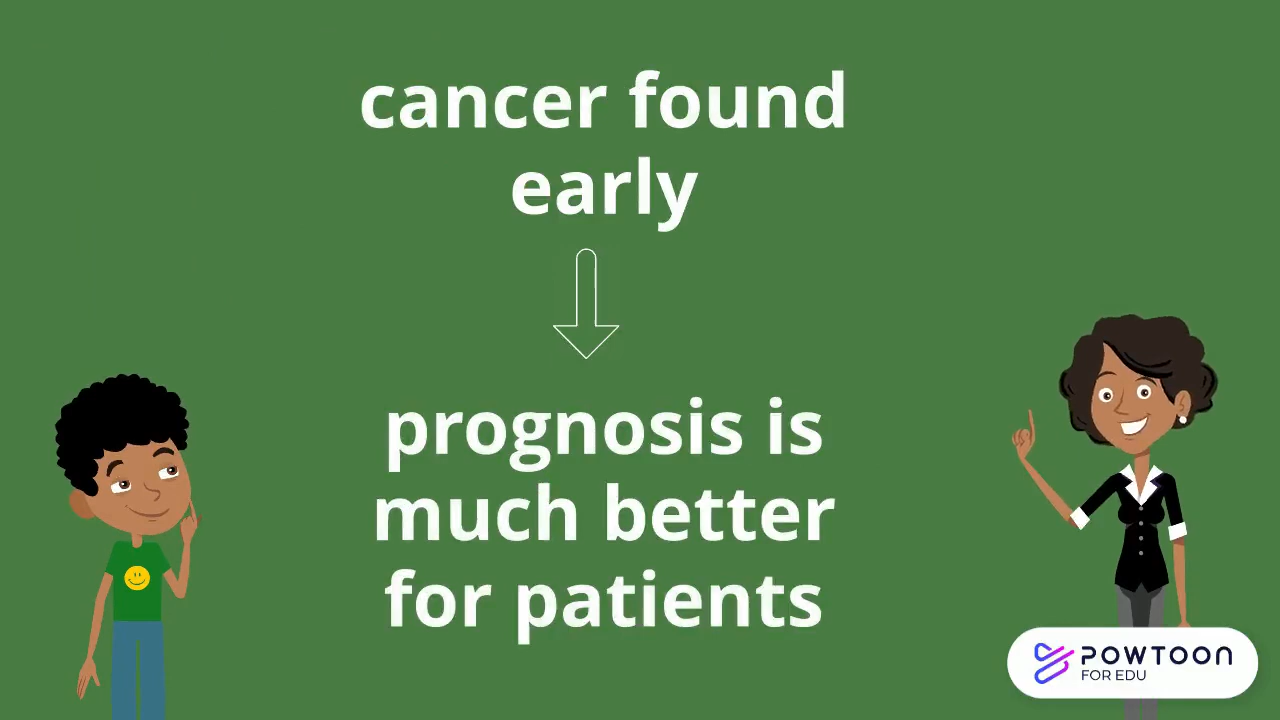 cancer found
early
prognosis is
much better
for patients
POWTOON
FOR EDU